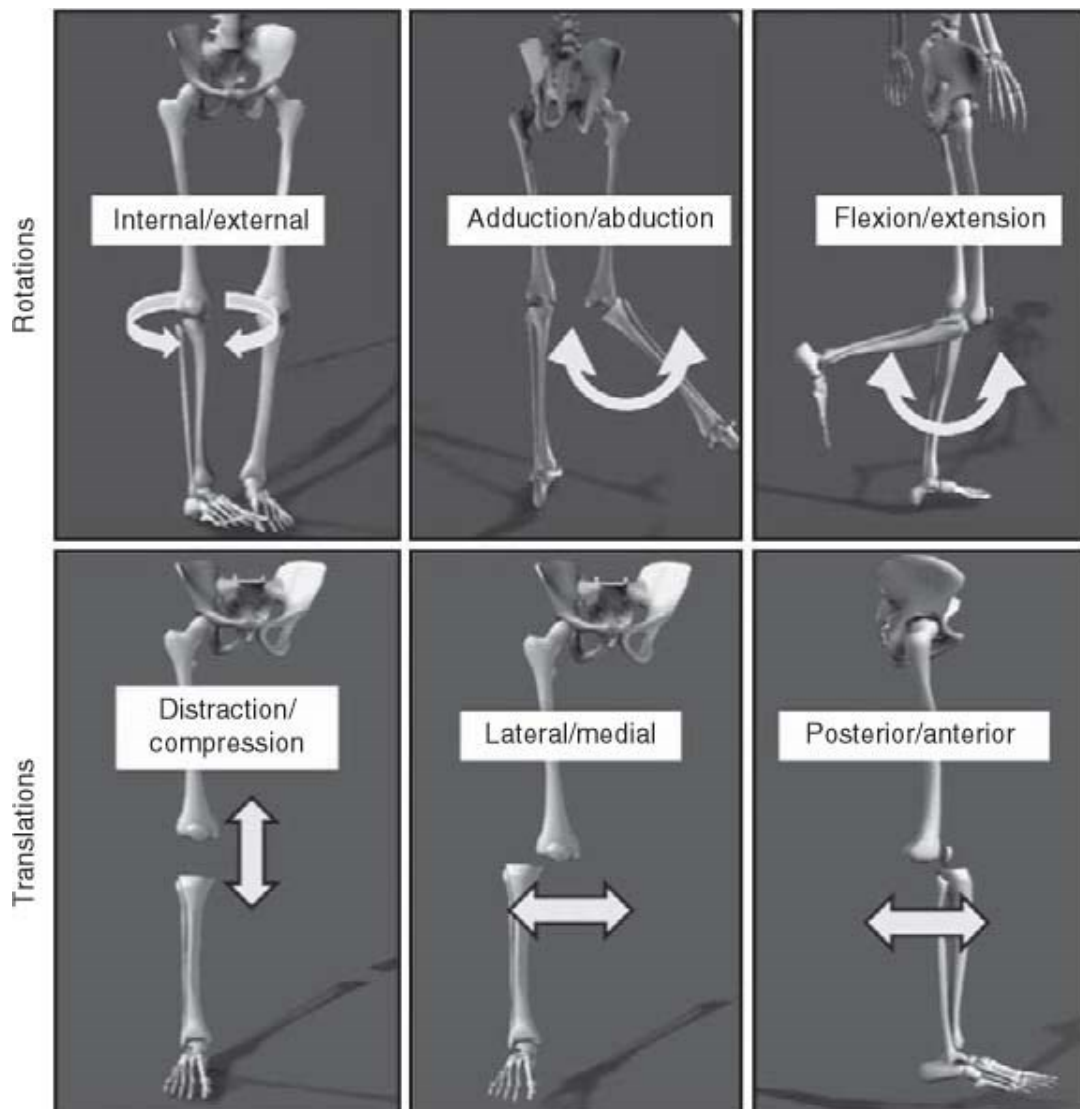 Rotations
Internal/external
Adduction/abduction
Flexion/extension
Translations
Distraction/
compression
Lateral/medial
Posterior/anterior